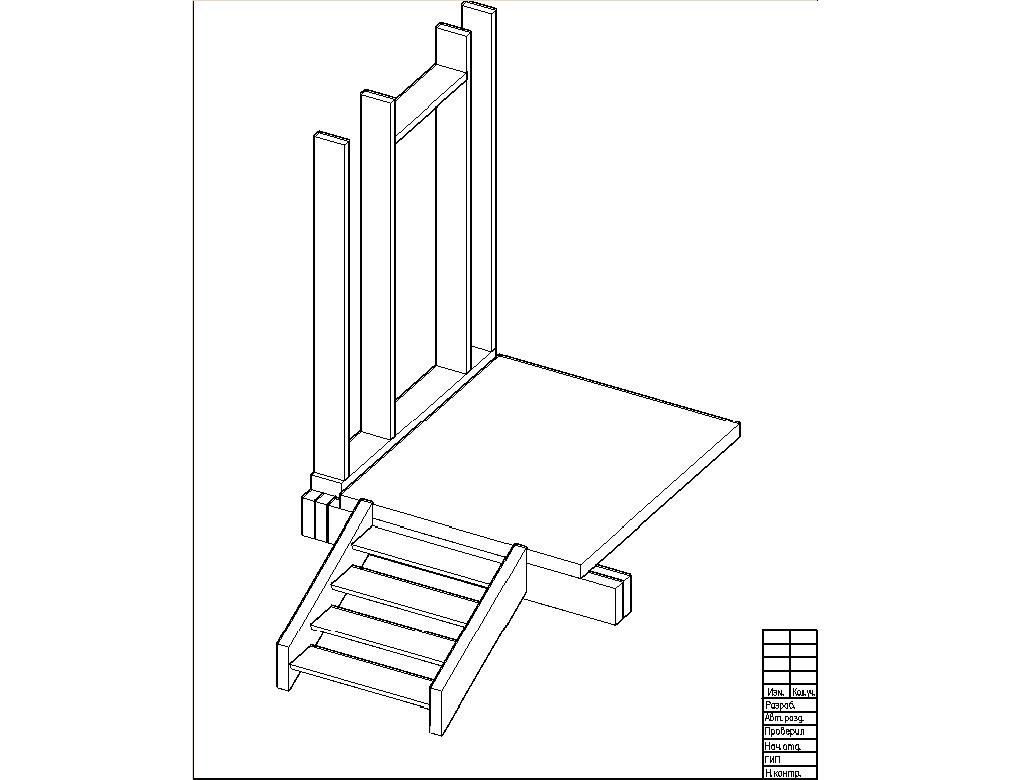 Изм. Кол.уч.
Разраб.
Авт. разд.
Проверил
Нач. отд.
ГИП
Н. контр.